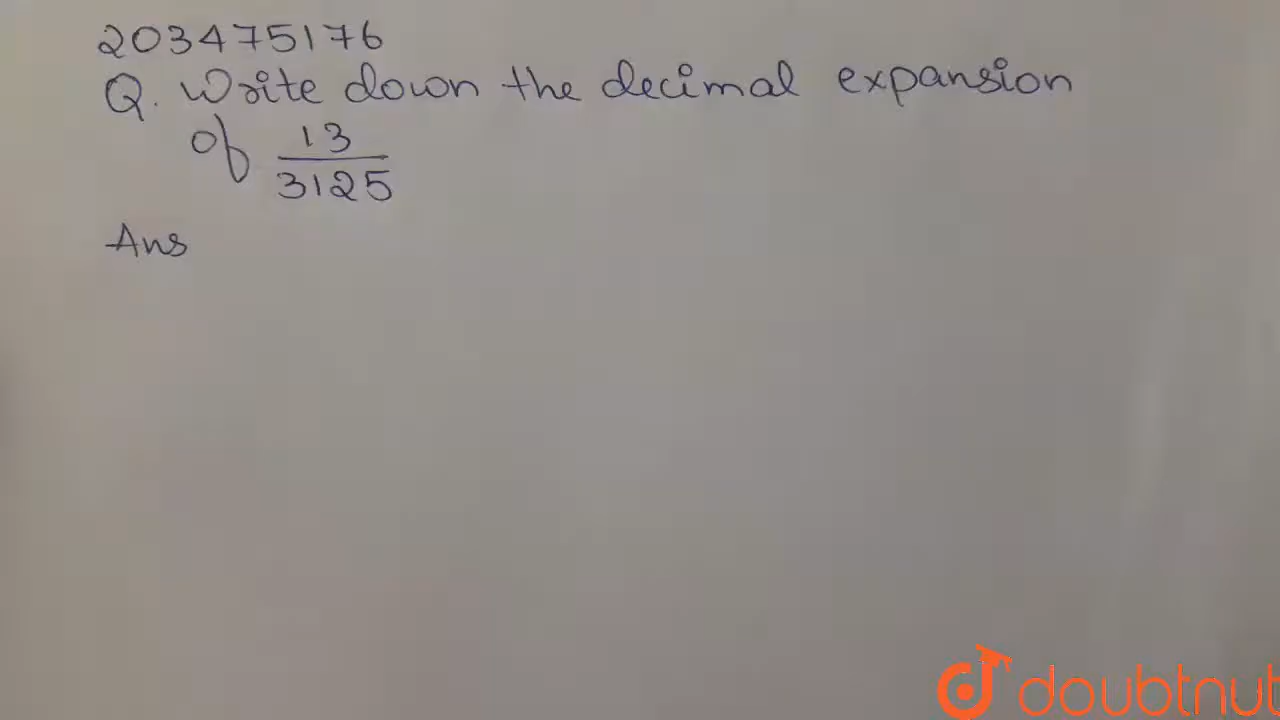 203475176
Q. Write down the decimal expansion
of 13/3125
Ans
doubtnut